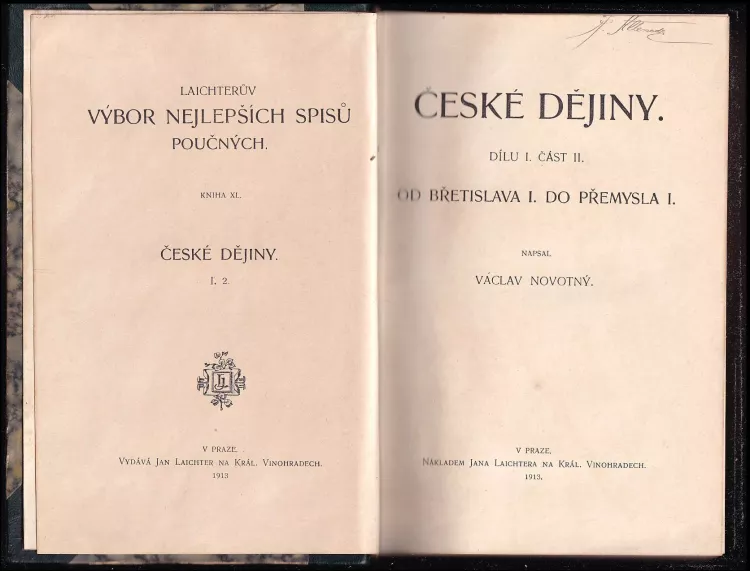 LAICHTERŮV
VÝBOR NEJLEPŠÍCH SPISŮ
POUČNÝCH.
KNIHA XL.
ČESKÉ DĚJINY.
I. 2.
V PRAZE.
VYDÁVÁ JAN LAICHTER NA KRÁL. VINOHRADECH.
1913
ČESKÉ DĚJINY.
DÍLU I. ČÁST II.
OD BŘETISLAVA I. DO PŘEMYSLA I.
NAPSAL
VÁCLAV NOVOTNÝ.
V PRAZE.
NÁKLADEM JANA LAICHTERA NA KRÁL. VINOHRADECH.
1913.